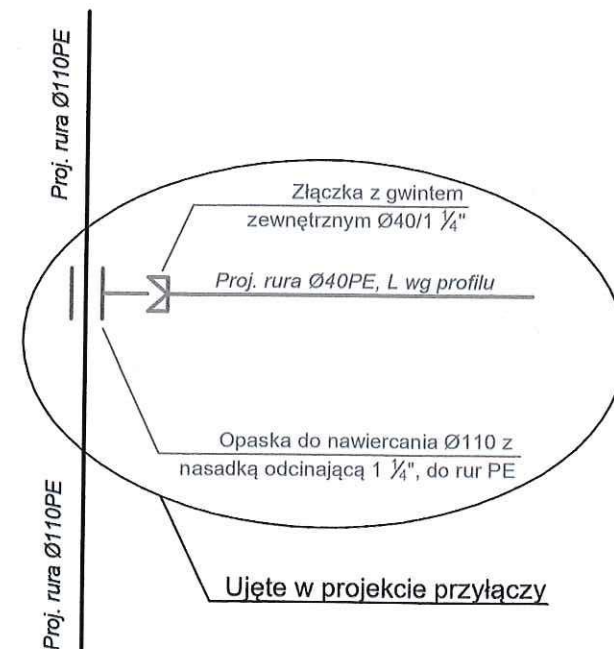 Proj. rura Ø110PE
Złączka z gwintem
zewnętrznym Ø40/1 ¼"
Proj. rura Ø40PE, L wg profilu
Opaska do nawiercania Ø110 z
nasadką odcinającą 1 ¼", do rur PE
Proj. rura Ø110PE
Ujęte w projekcie przyłączy